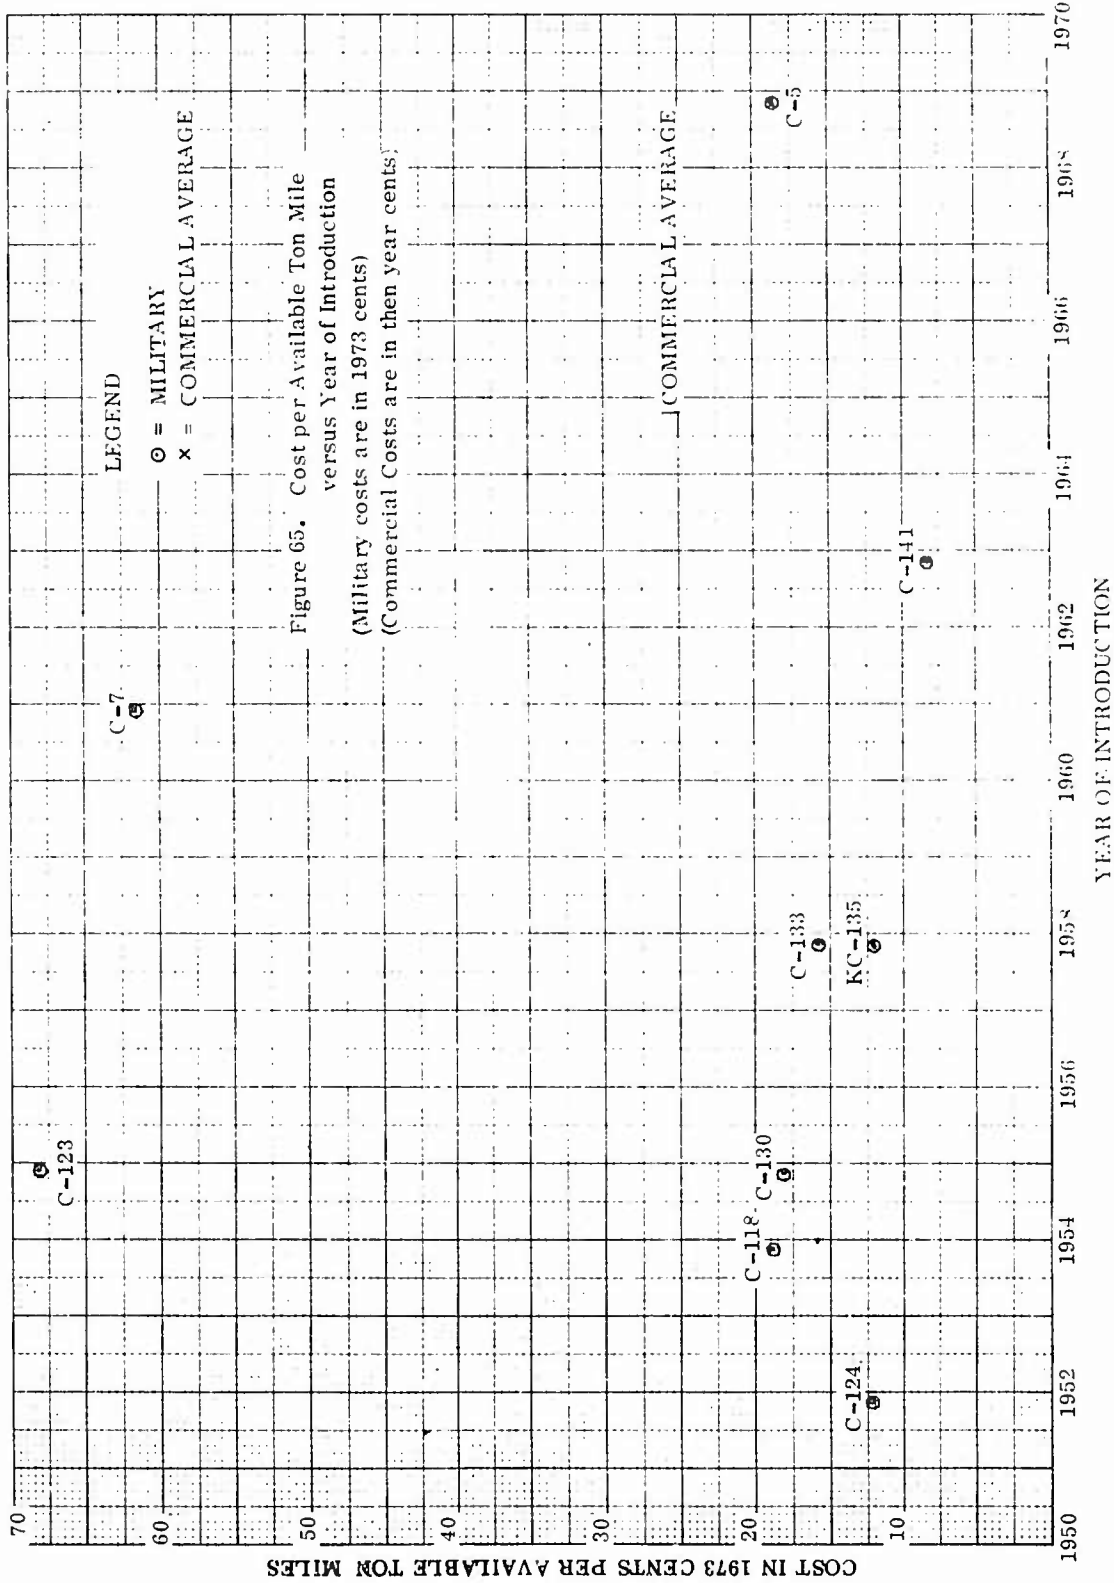 LEGEND
⊙ = MILITARY
× = COMMERCIAL AVERAGE
Figure 65. Cost per Available Ton Mile
versus Year of Introduction
(Military costs are in 1973 cents)
(Commercial Costs are in then year cents)
COST IN 1973 CENTS PER AVAILABLE TON MILES
70
60
50
40
30
20
10
C-123
C-7
COMMERCIAL AVERAGE
C-5
C-118
C-130
C-133
KC-135
C-124
C-141
1950
1952
1954
1956
1958
1960
1962
1964
1966
1968
1970
YEAR OF INTRODUCTION